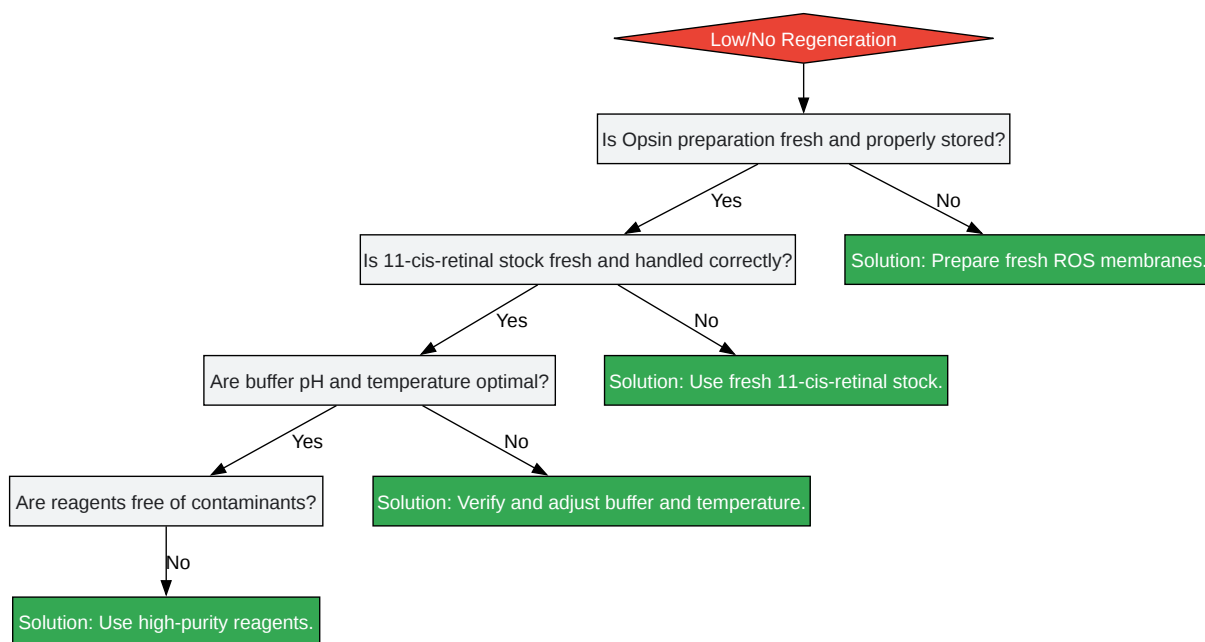 Low/No Regeneration
Is Opsin preparation fresh and properly stored?
Yes
No
Is 11-cis-retinal stock fresh and handled correctly?
Solution: Prepare fresh ROS membranes.
Yes
No
Are buffer pH and temperature optimal?
Solution: Use fresh 11-cis-retinal stock.
Yes
No
Are reagents free of contaminants?
Solution: Verify and adjust buffer and temperature.
No
Solution: Use high-purity reagents.